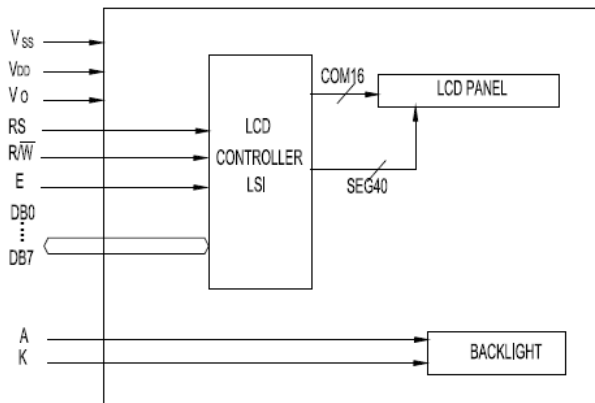 VSS
VDD
VO
RS
R/W̅
E
DB0
DB7
A
K
LCD
CONTROLLER
LSI
COM16
SEG40
LCD PANEL
BACKLIGHT